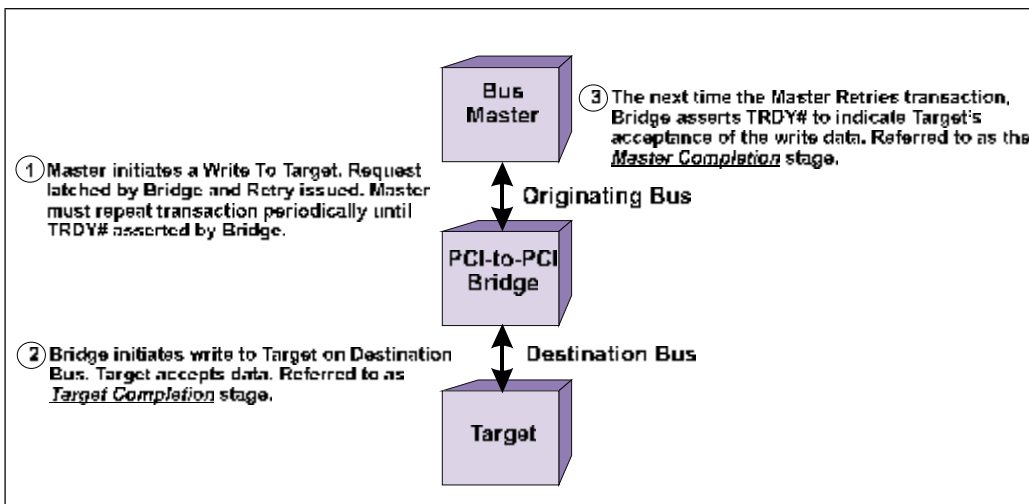 Bus
Master
3 The next time the Master Retries transaction,
Bridge asserts TRDY# to indicate Target's
acceptance of the write data. Referred to as the
Master Completion stage.
1 Master initiates a Write To Target. Request
latched by Bridge and Retry issued. Master
must repeat transaction periodically until
TRDY# asserted by Bridge.
Originating Bus
PCI-to-PCI
Bridge
2 Bridge initiates write to Target on Destination
Bus. Target accepts data. Referred to as
Target Completion stage.
Destination Bus
Target